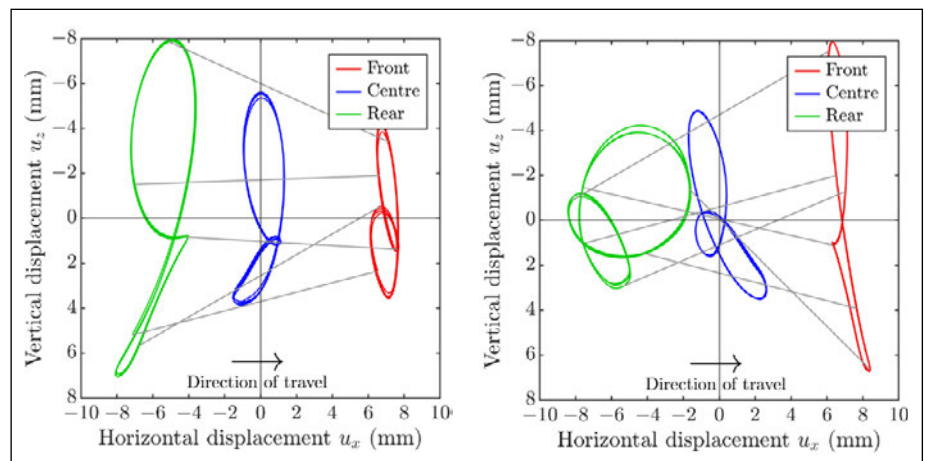 −8
−6
−4
−2
0
2
4
6
8
Vertical displacement u_z (mm)
Front
Centre
Rear
Direction of travel
−10 −8 −6 −4 −2 0 2 4 6 8 10
Horizontal displacement u_x (mm)
−8
−6
−4
−2
0
2
4
6
8
Vertical displacement u_z (mm)
Front
Centre
Rear
Direction of travel
−10 −8 −6 −4 −2 0 2 4 6 8 10
Horizontal displacement u_x (mm)